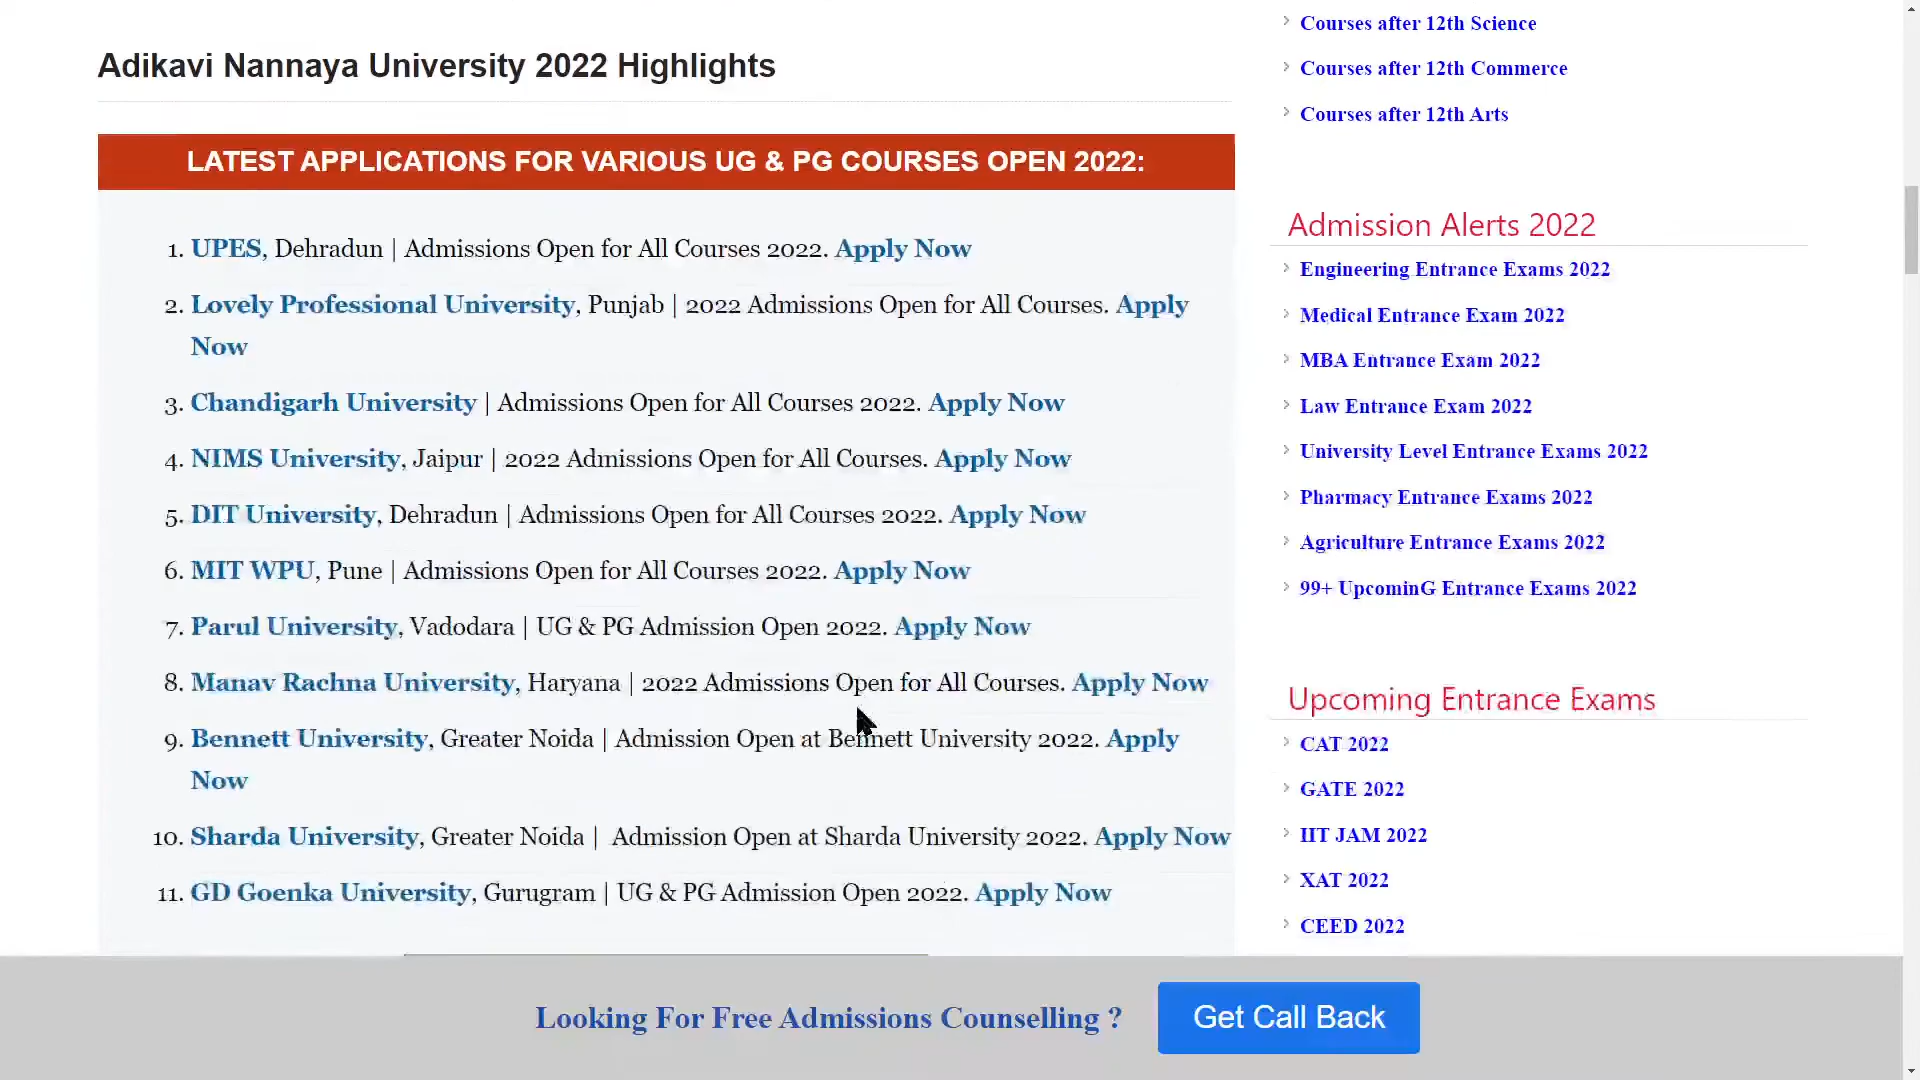 Adikavi Nannaya University 2022 Highlights
LATEST APPLICATIONS FOR VARIOUS UG & PG COURSES OPEN 2022:
1. UPES, Dehradun | Admissions Open for All Courses 2022. Apply Now
2. Lovely Professional University, Punjab | 2022 Admissions Open for All Courses. Apply
Now
3. Chandigarh University | Admissions Open for All Courses 2022. Apply Now
4. NIMS University, Jaipur | 2022 Admissions Open for All Courses. Apply Now
5. DIT University, Dehradun | Admissions Open for All Courses 2022. Apply Now
6. MIT WPU, Pune | Admissions Open for All Courses 2022. Apply Now
7. Parul University, Vadodara | UG & PG Admission Open 2022. Apply Now
8. Manav Rachna University, Haryana | 2022 Admissions Open for All Courses. Apply Now
9. Bennett University, Greater Noida | Admission Open at Bennett University 2022. Apply
Now
10. Sharda University, Greater Noida | Admission Open at Sharda University 2022. Apply Now
11. GD Goenka University, Gurugram | UG & PG Admission Open 2022. Apply Now
Courses after 12th Science
Courses after 12th Commerce
Courses after 12th Arts
Admission Alerts 2022
Engineering Entrance Exams 2022
Medical Entrance Exam 2022
MBA Entrance Exam 2022
Law Entrance Exam 2022
University Level Entrance Exams 2022
Pharmacy Entrance Exams 2022
Agriculture Entrance Exams 2022
99+ UpcominG Entrance Exams 2022
Upcoming Entrance Exams
CAT 2022
GATE 2022
IIT JAM 2022
XAT 2022
CEED 2022
Looking For Free Admissions Counselling ?
Get Call Back